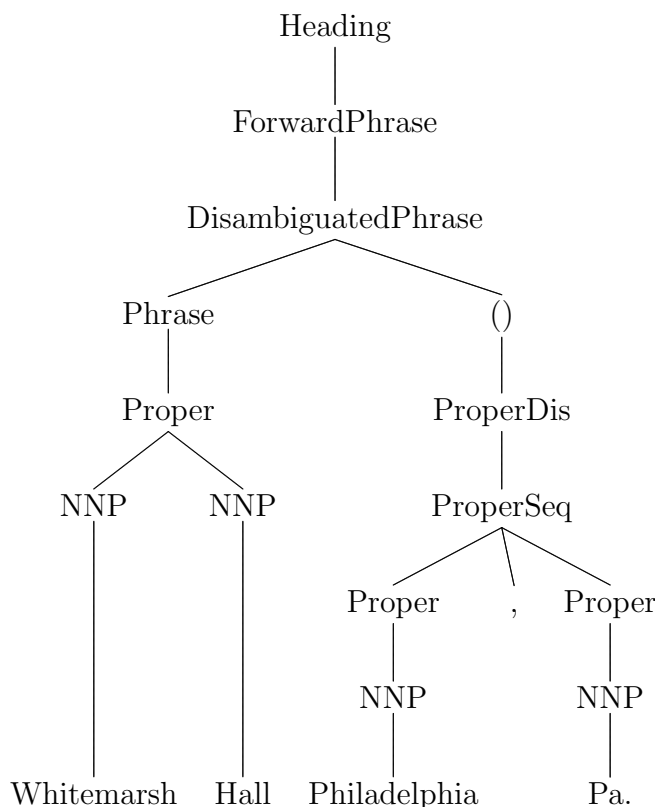 Heading
ForwardPhrase
DisambiguatedPhrase
Phrase ()
Proper ProperDis
NNP NNP ProperSeq
Proper , Proper
NNP NNP
Whitemarsh Hall Philadelphia Pa.